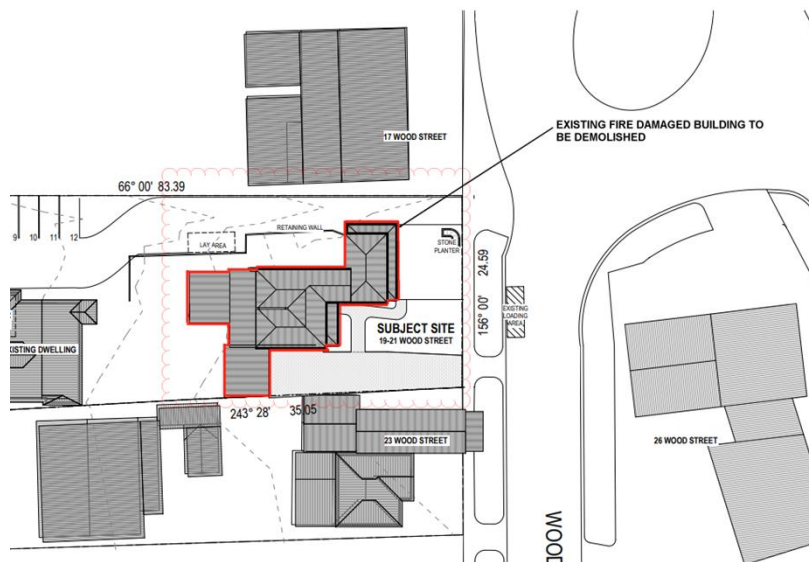 17 WOOD STREET
EXISTING FIRE DAMAGED BUILDING TO
BE DEMOLISHED
66° 00' 83.39
9 10 11 12
LAY AREA
RETAINING WALL
STONE
PLANTER
24.59
156° 00'
EXISTING
LOADING
AREA
SUBJECT SITE
19-21 WOOD STREET
EXISTING DWELLING
243° 28' 35.05
23 WOOD STREET
26 WOOD STREET
WOOD